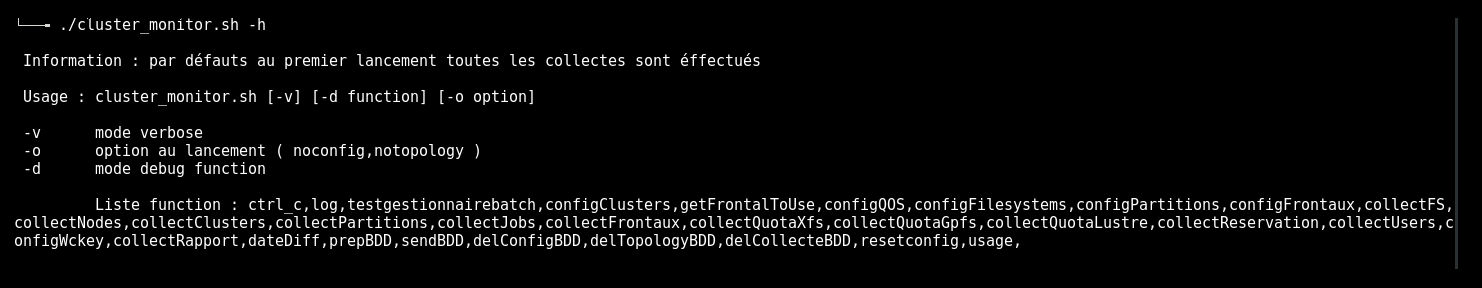 └──╼ ./cluster_monitor.sh -h
Information : par défauts au premier lancement toutes les collectes sont éffectués
Usage : cluster_monitor.sh [-v] [-d function] [-o option]
-v      mode verbose
-o      option au lancement ( noconfig,notopology )
-d      mode debug function
Liste function : ctrl_c,log,testgestionnairebatch,configClusters,getFrontalToUse,configQOS,configFilesystems,configPartitions,configFrontaux,collectFS,
collectNodes,collectClusters,collectPartitions,collectJobs,collectFrontaux,collectQuotaXfs,collectQuotaGpfs,collectQuotaLustre,collectReservation,collectUsers,c
onfigWckey,collectRapport,dateDiff,prepBDD,sendBDD,delConfigBDD,delTopologyBDD,delCollecteBDD,resetconfig,usage,